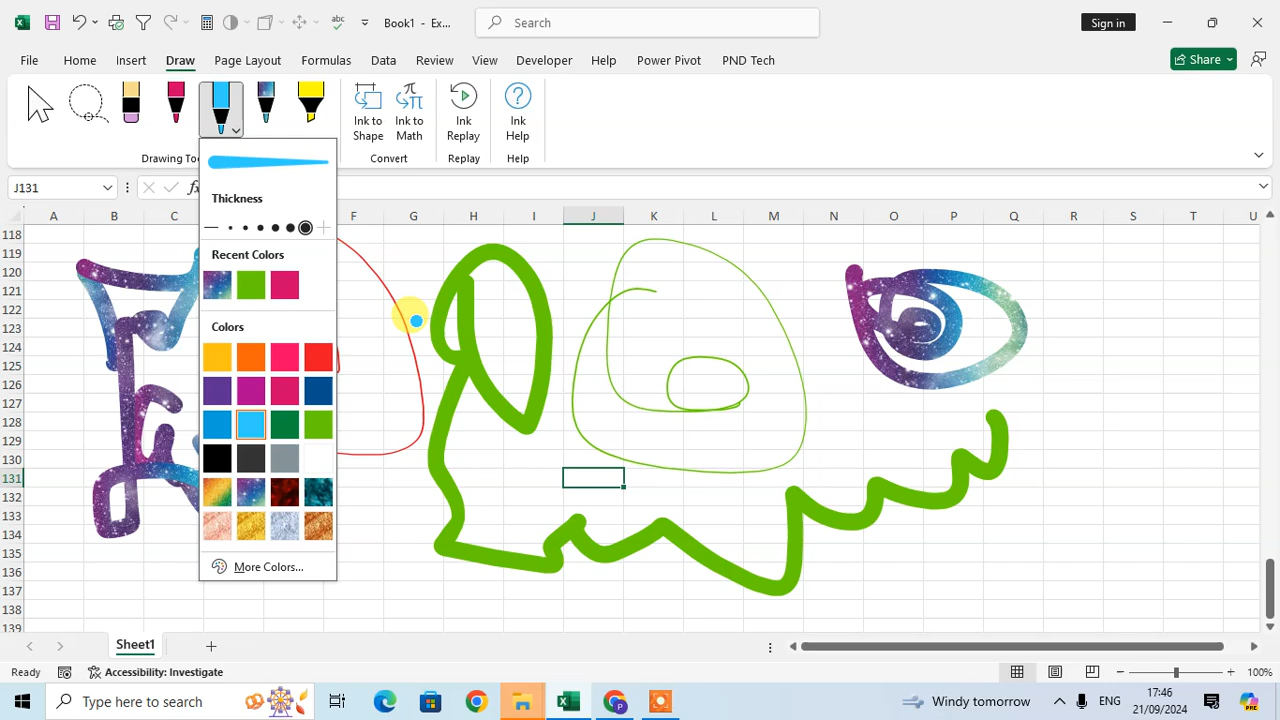 Book1 - Ex...
Search
Sign in
File Home Insert Draw Page Layout Formulas Data Review View Developer Help Power Pivot PND Tech
Share
Ink to Shape
Ink to Math
Ink Replay
Ink Help
Drawing Too
Convert
Replay
Help
J131
A B C F G H I J K L M N O P Q R S T U
Thickness
Recent Colors
Colors
More Colors...
118
119
120
121
122
123
124
125
126
127
128
129
130
131
132
133
134
135
136
137
138
139
Sheet1
Ready
Accessibility: Investigate
100%
Type here to search
Windy tomorrow
ENG
17:46
21/09/2024